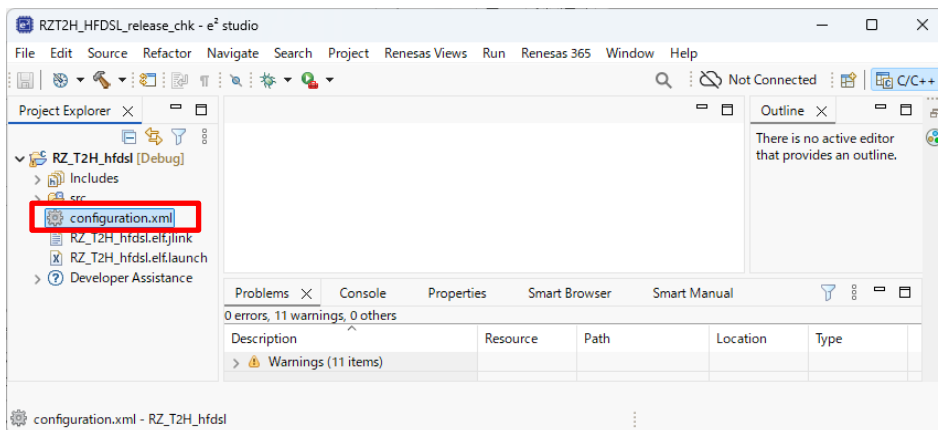 RZT2H_HFDSL_release_chk - e² studio
File Edit Source Refactor Navigate Search Project Renesas Views Run Renesas 365 Window Help
Not Connected C/C++
Project Explorer
Outline
RZ_T2H_hfdsl [Debug]
Includes
src
configuration.xml
RZ_T2H_hfdsl.elf.jlink
RZ_T2H_hfdsl.elf.launch
Developer Assistance
There is no active editor
that provides an outline.
Problems Console Properties Smart Browser Smart Manual
0 errors, 11 warnings, 0 others
Description Resource Path Location Type
Warnings (11 items)
configuration.xml - RZ_T2H_hfdsl